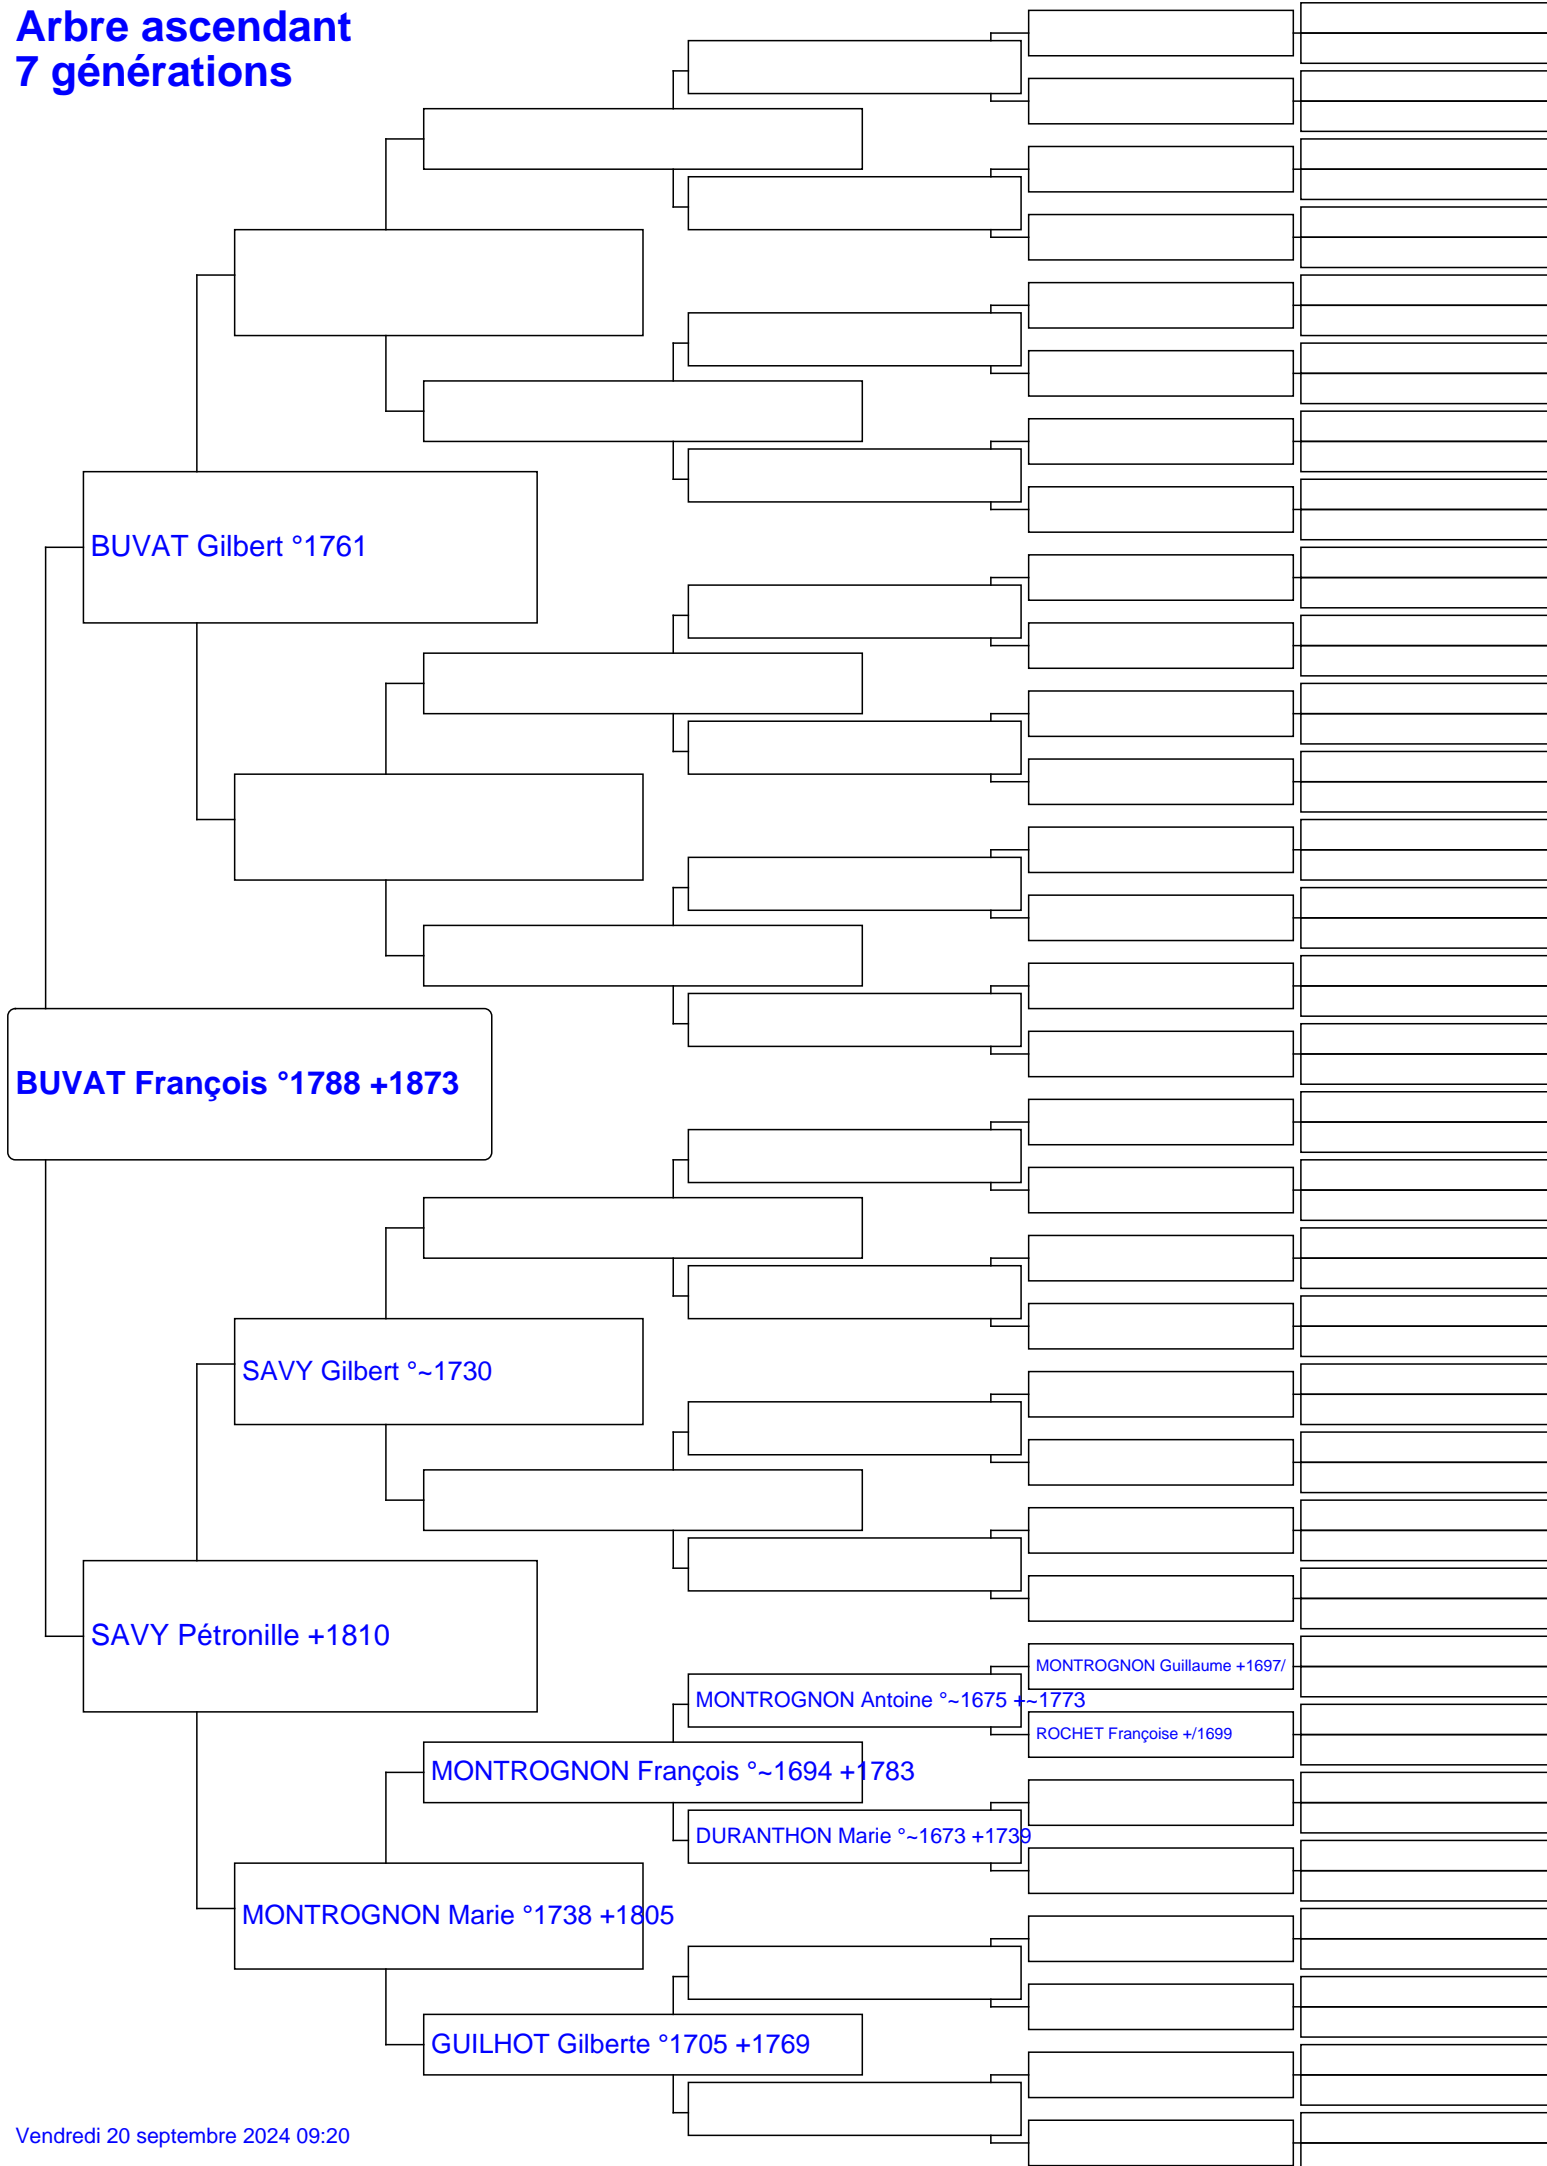 Arbre ascendant
7 générations
BUVAT Gilbert °1761
BUVAT François °1788 +1873
SAVY Gilbert °~1730
SAVY Pétronille +1810
MONTROGNON Guillaume +1697/
MONTROGNON Antoine °~1675 +~1773
ROCHET Françoise +/1699
MONTROGNON François °~1694 +1783
DURANTHON Marie °~1673 +1739
MONTROGNON Marie °1738 +1805
GUILHOT Gilberte °1705 +1769
Vendredi 20 septembre 2024 09:20